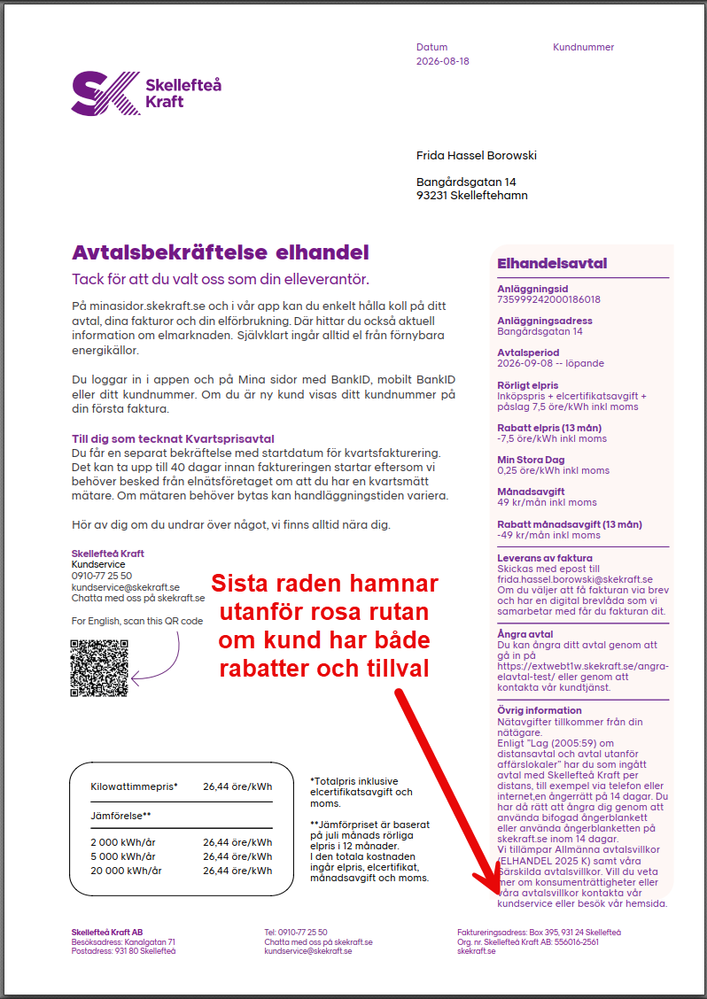 Datum
2026-08-18
Kundnummer
SK
Skellefteå
Kraft
Frida Hassel Borowski
Bangårdsgatan 14
93231 Skelleftehamn
Avtalsbekräftelse elhandel
Tack för att du valt oss som din elleverantör.
På minasidor.skekraft.se och i vår app kan du enkelt hålla koll på ditt
avtal, dina fakturor och din elförbrukning. Där hittar du också aktuell
information om elmarknaden. Självklart ingår alltid el från förnybara
energikällor.
Du loggar in i appen och på Mina sidor med BankID, mobilt BankID
eller ditt kundnummer. Om du är ny kund visas ditt kundnummer på
din första faktura.
Till dig som tecknat Kvartsprisavtal
Du får en separat bekräftelse med startdatum för kvartsfakturering.
Det kan ta upp till 40 dagar innan faktureringen startar eftersom vi
behöver besked från elnätsföretaget om att du har en kvartsmätt
mätare. Om mätaren behöver bytas kan handläggningstiden variera.
Hör av dig om du undrar över något, vi finns alltid nära dig.
Skellefteå Kraft
Kundservice
0910-77 25 50
kundservice@skekraft.se
Chatta med oss på skekraft.se
For English, scan this QR code
Sista raden hamnar
utanför rosa rutan
om kund har både
rabatter och tillval
Kilowattimmepris* 26,44 öre/kWh
Jämförelse**
2 000 kWh/år 26,44 öre/kWh
5 000 kWh/år 26,44 öre/kWh
20 000 kWh/år 26,44 öre/kWh
*Totalpris inklusive
elcertifikatsavgift och
moms.
**Jämförpriset är baserat
på juli månads rörliga
elpris i 12 månader.
I den totala kostnaden
ingår elpris, elcertifikat,
månadsavgift och moms.
Elhandelsavtal
Anläggningsid
735999242000186018
Anläggningsadress
Bangårdsgatan 14
Avtalsperiod
2026-09-08 -- löpande
Rörligt elpris
Inköpspris + elcertifikatsavgift +
påslag 7,5 öre/kWh inkl moms
Rabatt elpris (13 mån)
-7,5 öre/kWh inkl moms
Min Stora Dag
0,25 öre/kWh inkl moms
Månadsavgift
49 kr/mån inkl moms
Rabatt månadsavgift (13 mån)
-49 kr/mån inkl moms
Leverans av faktura
Skickas med epost till
frida.hassel.borowski@skekraft.se
Om du väljer att få fakturan via brev
och har en digital brevlåda som vi
samarbetar med får du fakturan dit.
Ångra avtal
Du kan ångra ditt avtal genom att
gå in på
https://extwebt1w.skekraft.se/angra-
elavtal-test/ eller genom att
kontakta vår kundtjänst.
Övrig information
Nätavgifter tillkommer från din
nätägare.
Enligt "Lag (2005:59) om
distansavtal och avtal utanför
affärslokaler" har du som ingått
avtal med Skellefteå Kraft per
distans, till exempel via telefon eller
internet,en ångerrätt på 14 dagar. Du
har då rätt att ångra dig genom att
använda bifogad ångerblankett
eller använda ångerblanketten på
skekraft.se inom 14 dagar.
Vi tillämpar Allmänna avtalsvillkor
(ELHANDEL 2025 K) samt våra
Särskilda avtalsvillkor. Vill du veta
mer om konsumenträttigheter eller
våra avtalsvillkor kontakta vår
kundservice eller besök vår hemsida.
Skellefteå Kraft AB
Besöksadress: Kanalgatan 71
Postadress: 931 80 Skellefteå
Tel: 0910-77 25 50
Chatta med oss på skekraft.se
kundservice@skekraft.se
Faktureringsadress: Box 395, 931 24 Skellefteå
Org. nr. Skellefteå Kraft AB: 556016-2561
skekraft.se